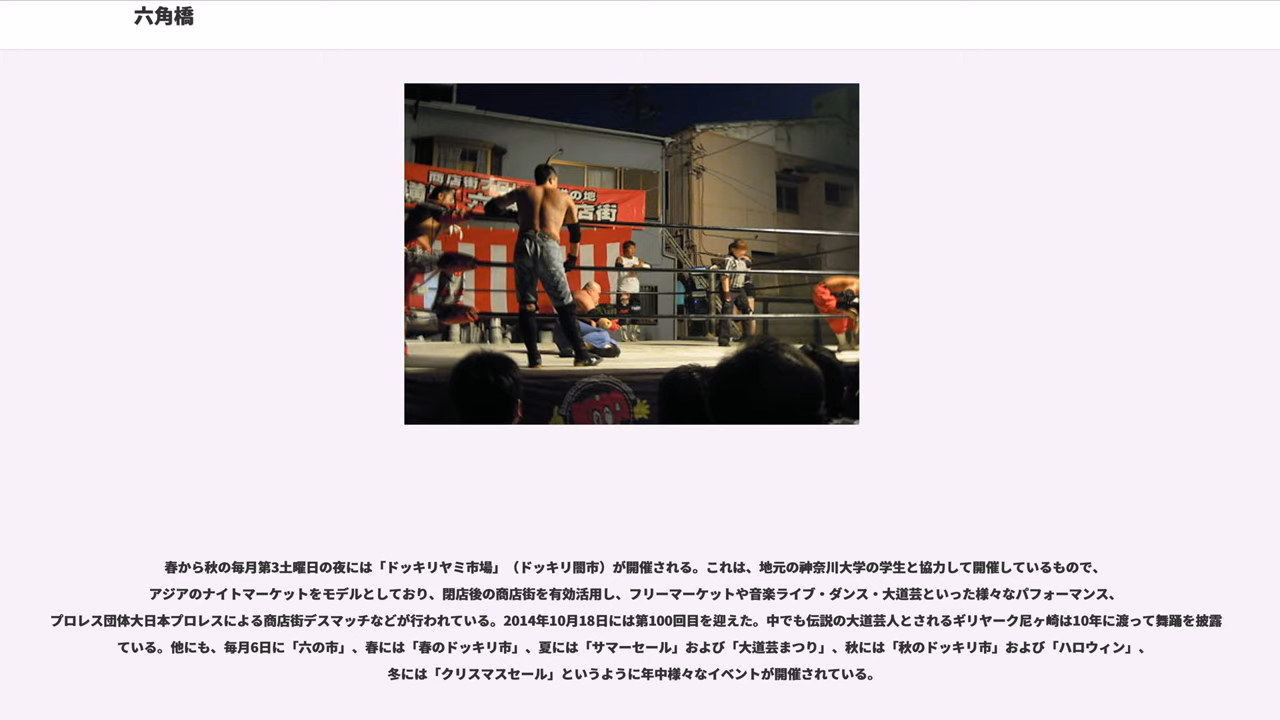 六角橋
商店街
の地
店街
春から秋の毎月第3土曜日の夜には「ドッキリヤミ市場」（ドッキリ闇市）が開催される。これは、地元の神奈川大学の学生と協力して開催しているもので、
アジアのナイトマーケットをモデルとしており、閉店後の商店街を有効活用し、フリーマーケットや音楽ライブ・ダンス・大道芸といった様々なパフォーマンス、
プロレス団体大日本プロレスによる商店街デスマッチなどが行われている。2014年10月18日には第100回目を迎えた。中でも伝説の大道芸人とされるギリヤーク尼ヶ崎は10年に渡って舞踊を披露
ている。他にも、毎月6日に「六の市」、春には「春のドッキリ市」、夏には「サマーセール」および「大道芸まつり」、秋には「秋のドッキリ市」および「ハロウィン」、
冬には「クリスマスセール」というように年中様々なイベントが開催されている。